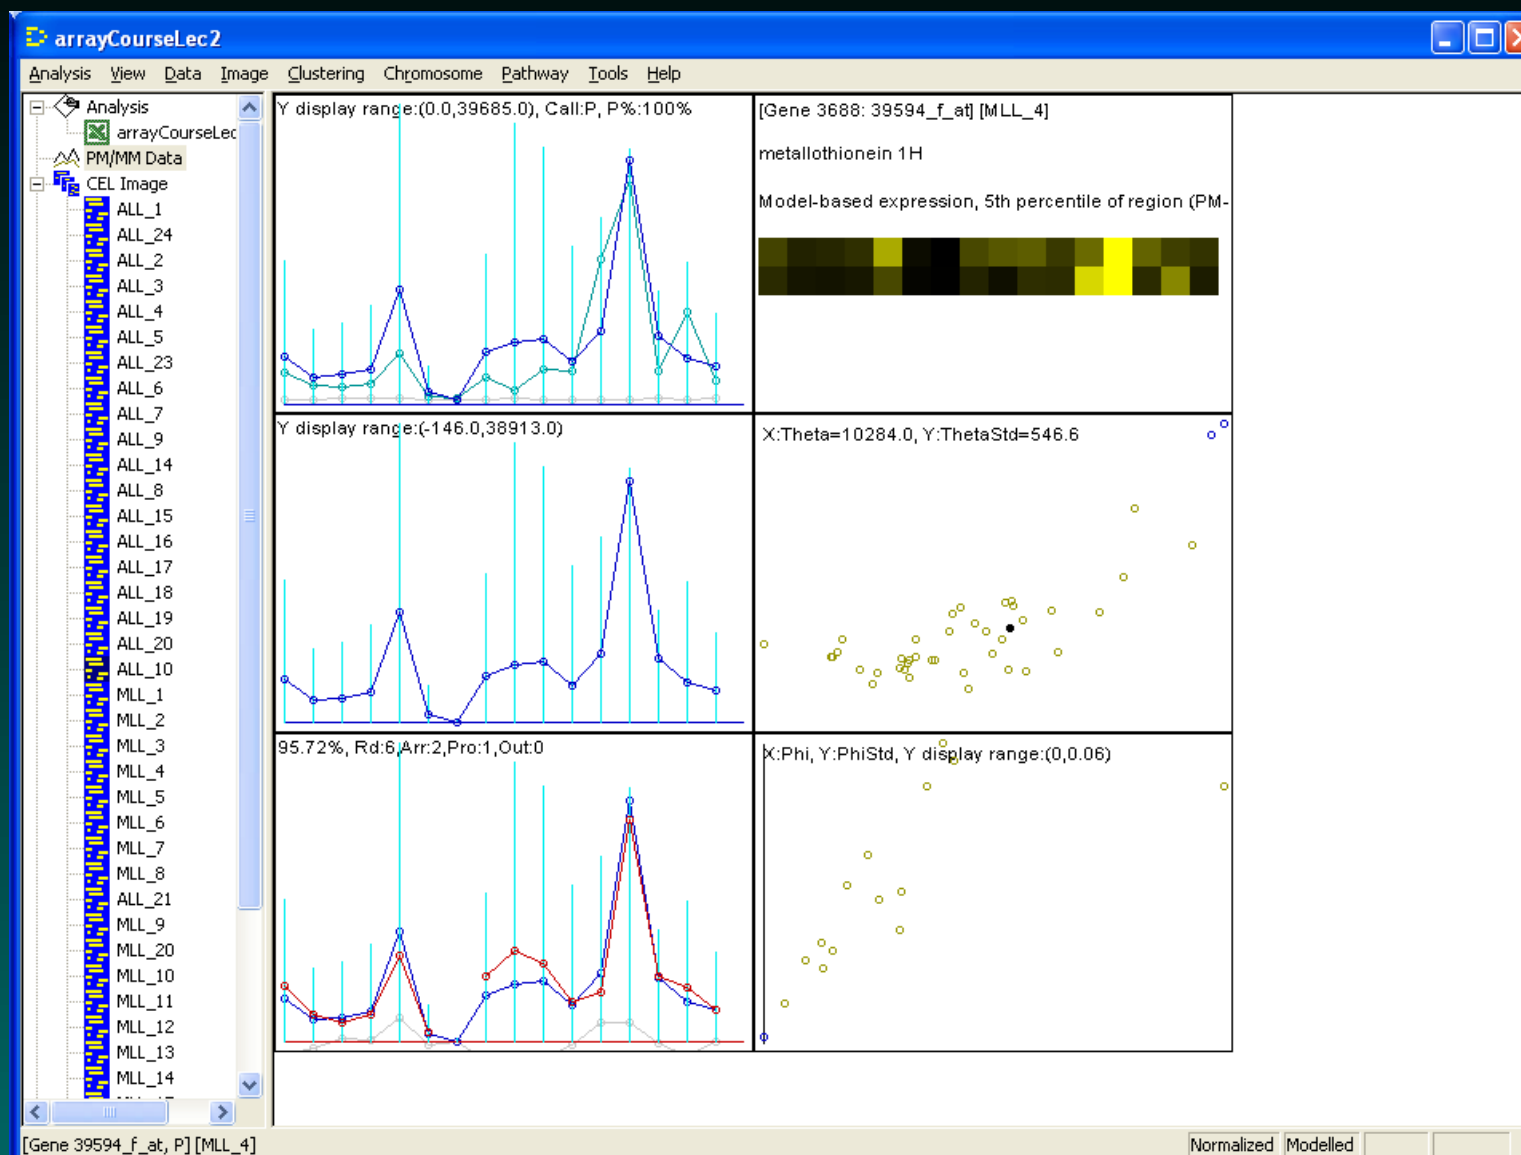 arrayCourseLec2
Analysis View Data Image Clustering Chromosome Pathway Tools Help
Analysis
arrayCourseLec
PM/MM Data
CEL Image
ALL_1
ALL_24
ALL_2
ALL_3
ALL_4
ALL_5
ALL_23
ALL_6
ALL_7
ALL_9
ALL_14
ALL_8
ALL_15
ALL_16
ALL_17
ALL_18
ALL_19
ALL_20
ALL_10
MLL_1
MLL_2
MLL_3
MLL_4
MLL_5
MLL_6
MLL_7
MLL_8
ALL_21
MLL_9
MLL_20
MLL_10
MLL_11
MLL_12
MLL_13
MLL_14
Y display range:(0.0,39685.0), Call:P, P%:100%
[Gene 3688: 39594_f_at] [MLL_4]
metallothionein 1H
Model-based expression, 5th percentile of region (PM-
Y display range:(-146.0,38913.0)
X:Theta=10284.0, Y:ThetaStd=546.6
95.72%, Rd:6,Arr:2,Pro:1,Out:0
X:Phi, Y:PhiStd, Y display range:(0,0.06)
[Gene 39594_f_at, P] [MLL_4]
Normalized Modelled